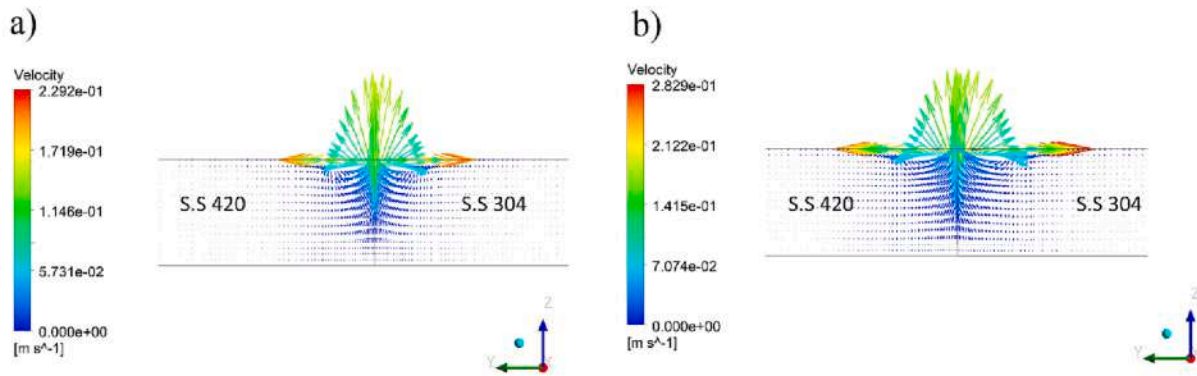 a)
Velocity
2.292e-01
1.719e-01
1.146e-01
5.731e-02
0.000e+00
[m s^-1]
S.S 420
S.S 304
Z
Y
b)
Velocity
2.829e-01
2.122e-01
1.415e-01
7.074e-02
0.000e+00
[m s^-1]
S.S 420
S.S 304
Z
Y